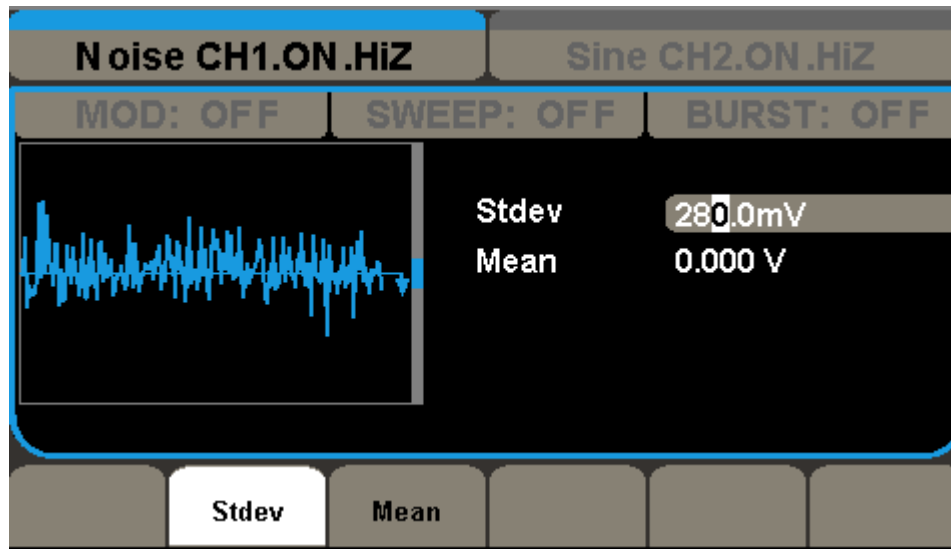 Noise CH1.ON.HiZ
Sine CH2.ON.HiZ
MOD: OFF
SWEEP: OFF
BURST: OFF
Stdev 280.0mV
Mean 0.000 V
Stdev
Mean